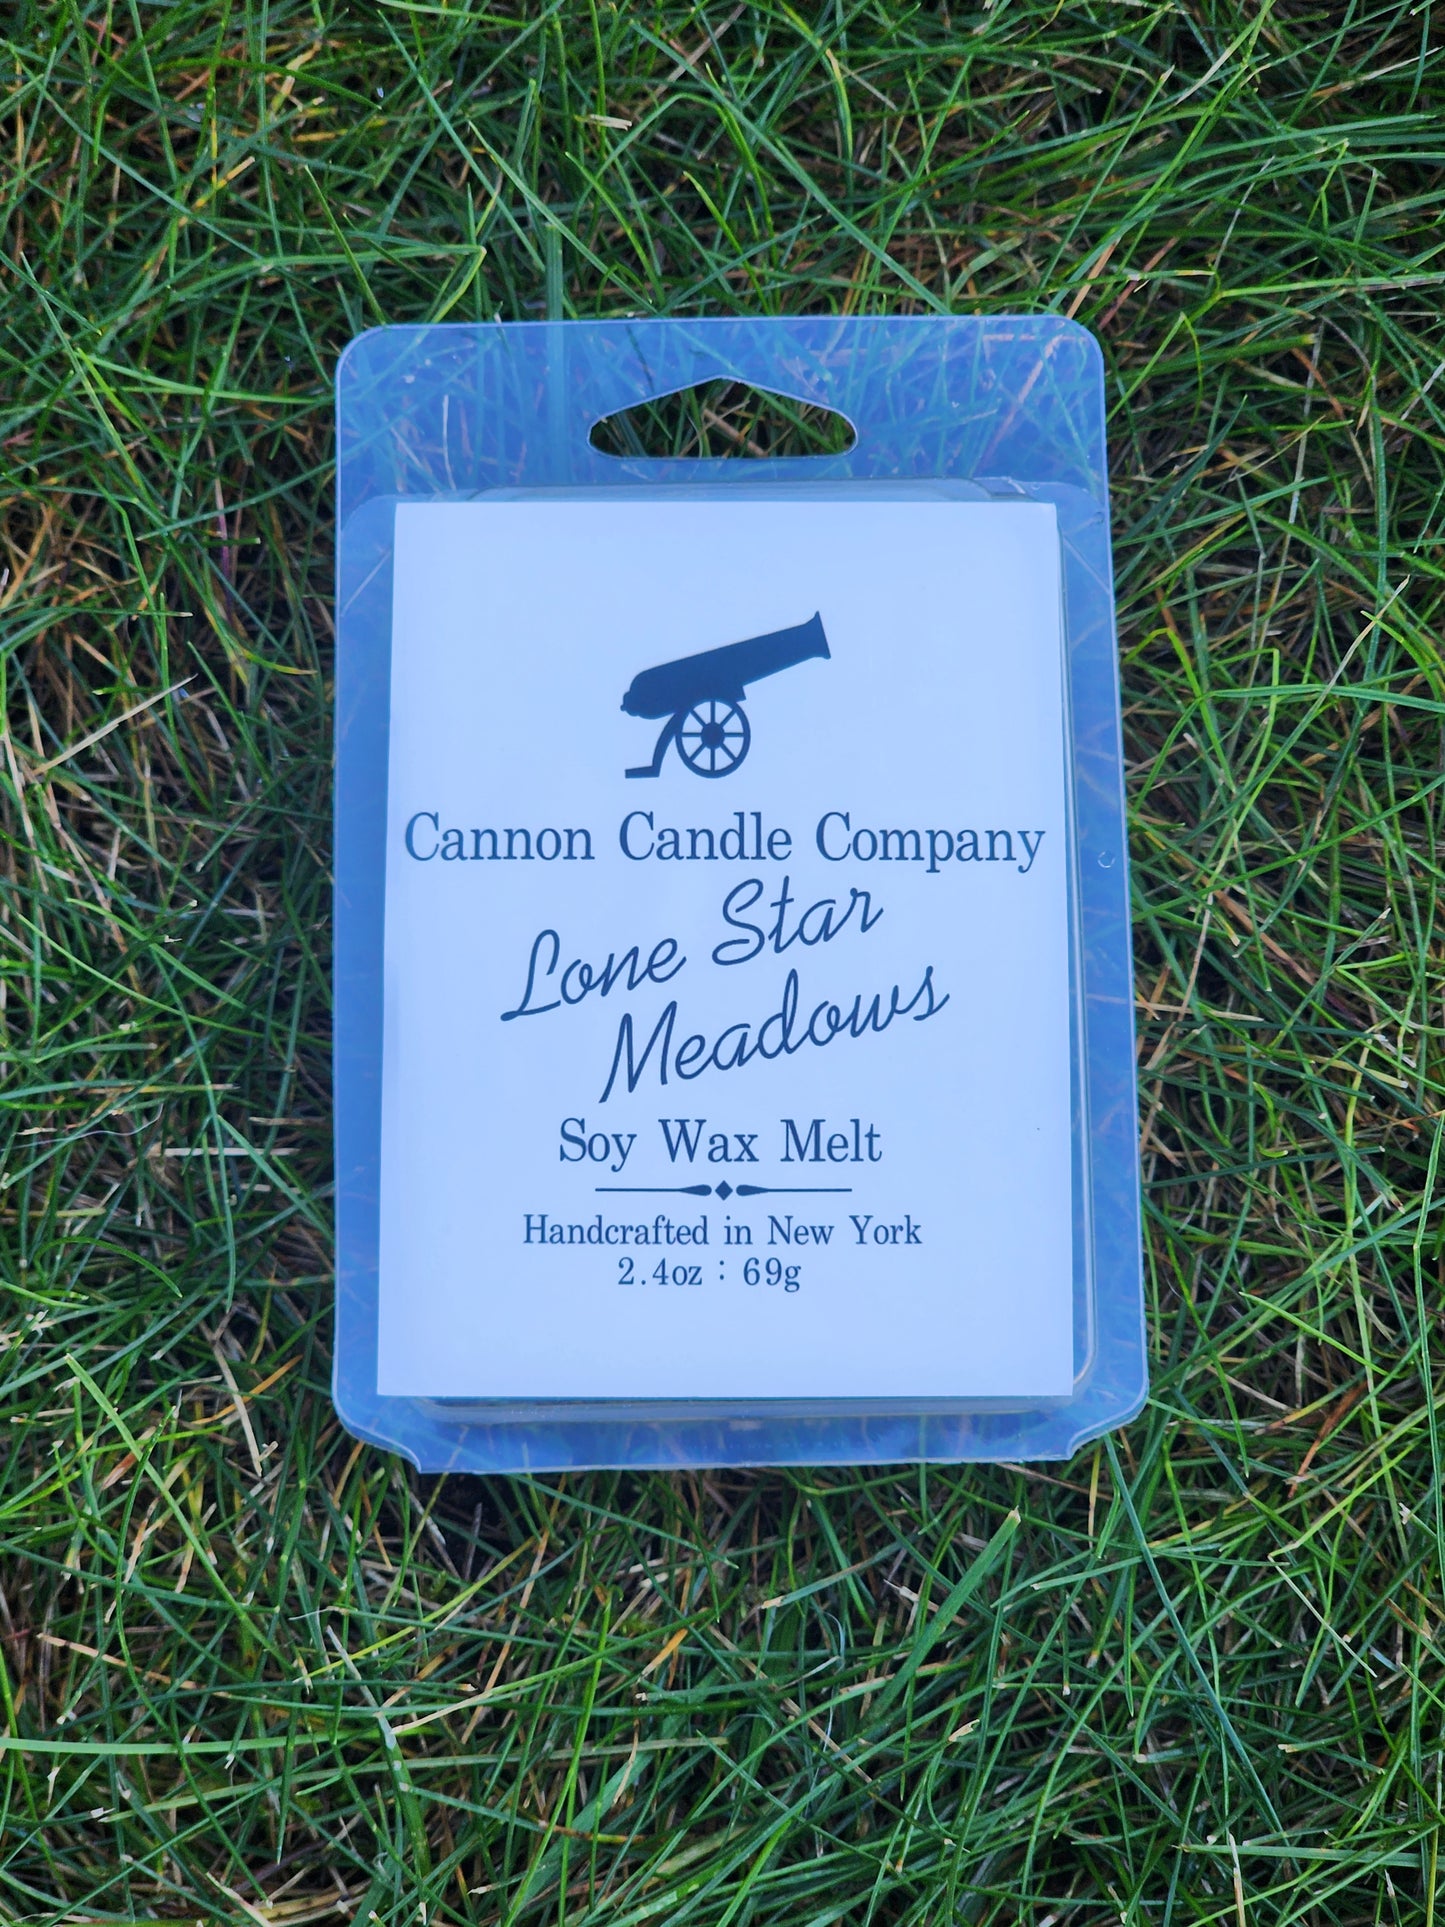 Cannon Candle Company
Lone Star
Meadows
Soy Wax Melt
Handcrafted in New York
2.4oz : 69g